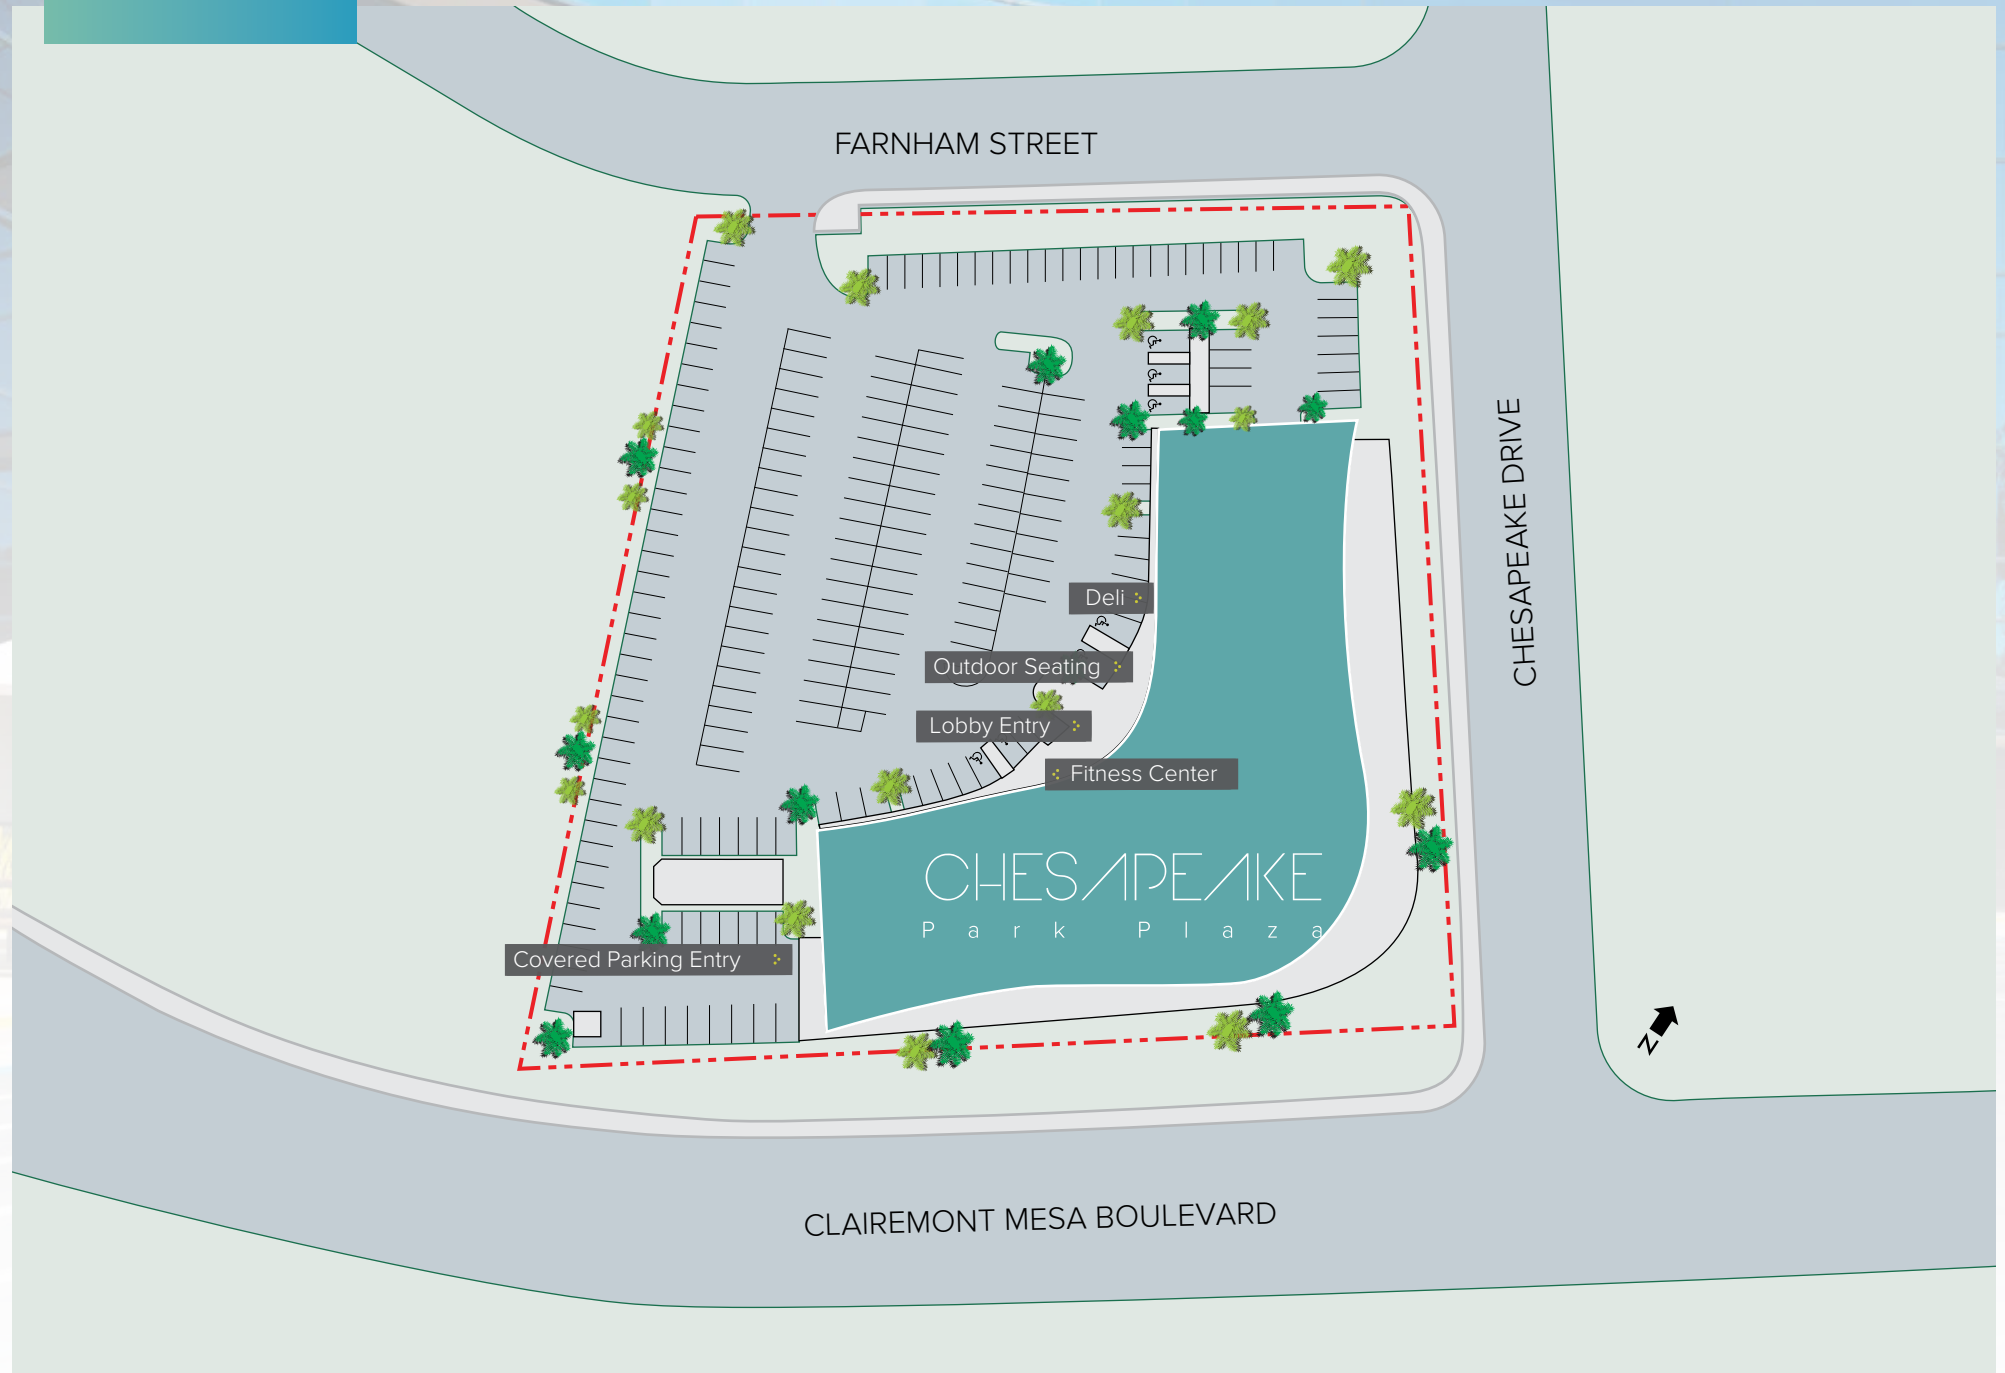 FARNHAM STREET
CHESAPEAKE DRIVE
Deli
Outdoor Seating
Lobby Entry
Fitness Center
CHESAPEAKE
Park Plaza
Covered Parking Entry
N
CLAIREMONT MESA BOULEVARD